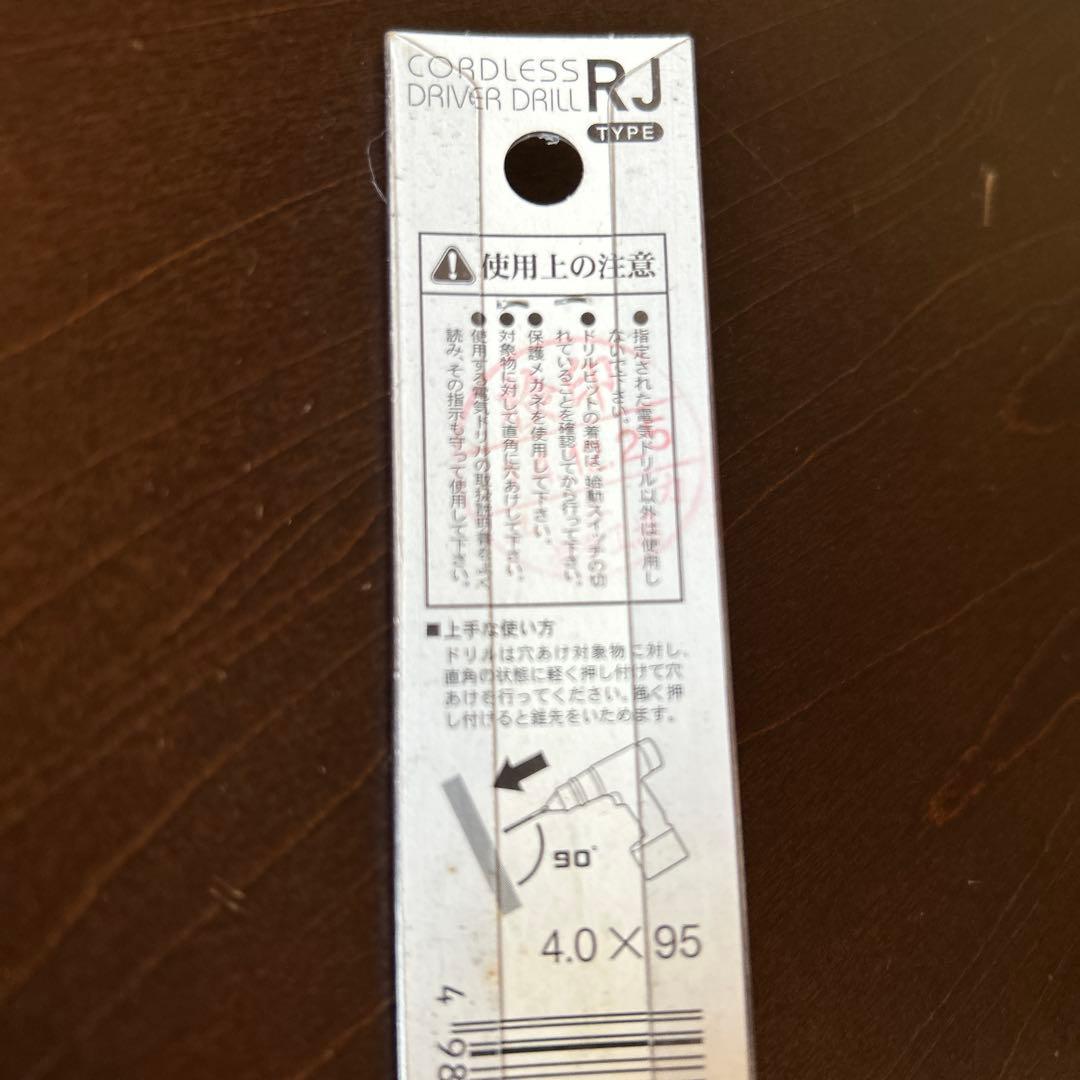 CORDLESS
DRIVER DRILL
RJ
TYPE
使用上の注意
●指定された電気ドリル以外は使用し
ないで下さい。
●ドリルビットの着脱は、始動スイッチの切
れていることを確認してから行って下さい。
●保護メガネを使用して下さい。
●対象物に対して直角に穴あけして下さい。
●使用する電気ドリルの取扱説明書をよく
読み、その指示も守って使用して下さい。
25
■上手な使い方
ドリルは穴あけ対象物に対し、
直角の状態に軽く押し付けて穴
あけを行ってください。強く押
し付けると錐先をいためます。
90°
4.0×95
4 98